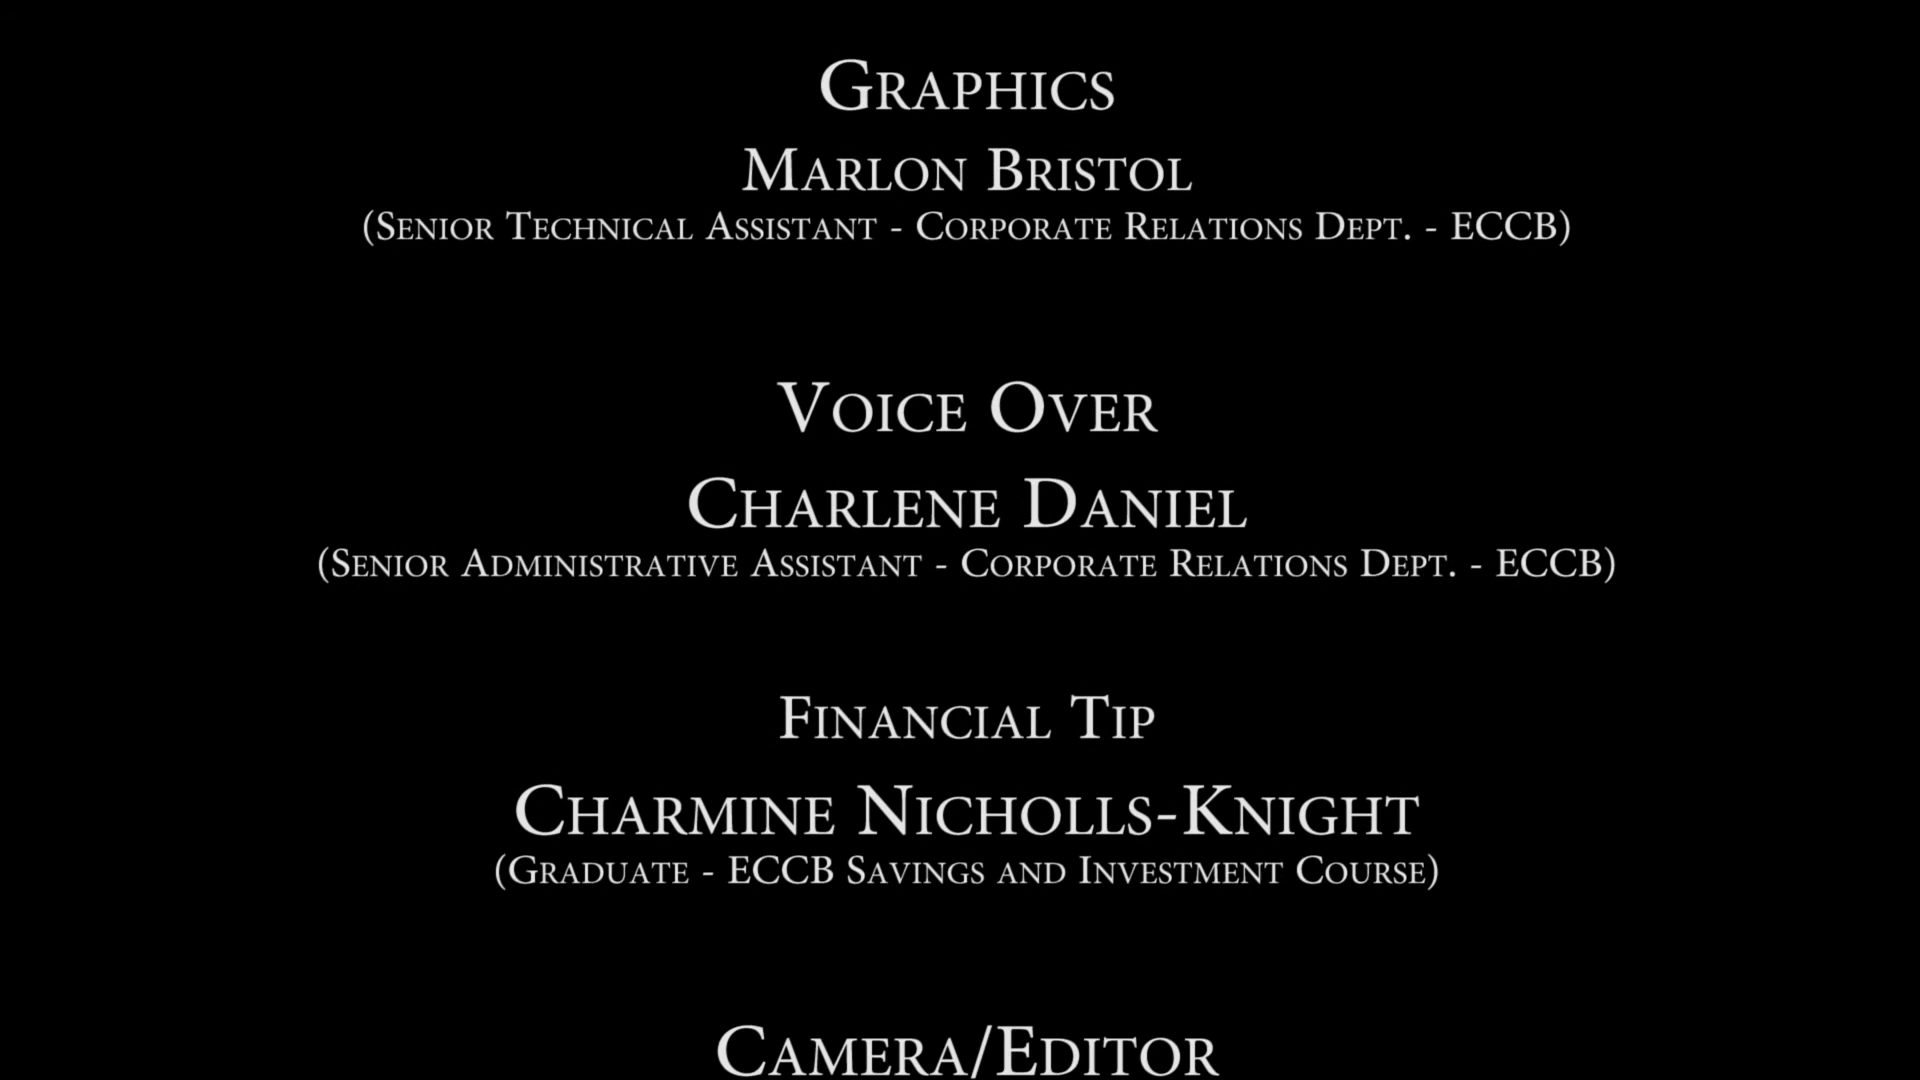 Graphics
Marlon Bristol
(Senior Technical Assistant - Corporate Relations Dept. - ECCB)
Voice Over
Charlene Daniel
(Senior Administrative Assistant - Corporate Relations Dept. - ECCB)
Financial Tip
Charmine Nicholls-Knight
(Graduate - ECCB Savings and Investment Course)
Camera/Editor